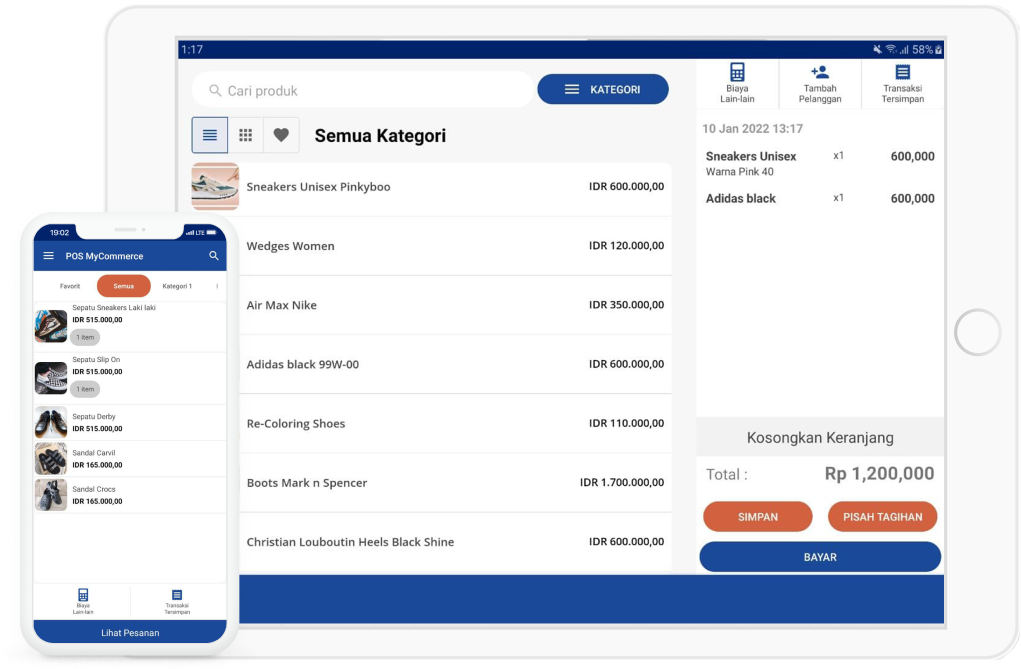 1:17
58%
Cari produk
KATEGORI
Semua Kategori
Sneakers Unisex Pinkyboo
IDR 600.000,00
Wedges Women
IDR 120.000,00
Air Max Nike
IDR 350.000,00
Adidas black 99W-00
IDR 600.000,00
Re-Coloring Shoes
IDR 110.000,00
Boots Mark n Spencer
IDR 1.700.000,00
Christian Louboutin Heels Black Shine
IDR 600.000,00
Biaya
Lain-lain
Tambah
Pelanggan
Transaksi
Tersimpan
10 Jan 2022 13:17
Sneakers Unisex x1 600,000
Warna Pink 40
Adidas black x1 600,000
Kosongkan Keranjang
Total : Rp 1,200,000
SIMPAN
PISAH TAGIHAN
BAYAR
19:02
LTE
POS MyCommerce
Favorit
Semua
Kategori 1
Sepatu Sneakers Laki laki
IDR 515.000,00
1 item
Sepatu Slip On
IDR 515.000,00
1 item
Sepatu Derby
IDR 515.000,00
Sandal Carvil
IDR 165.000,00
Sandal Crocs
IDR 165.000,00
Biaya
Lain-lain
Transaksi
Tersimpan
Lihat Pesanan